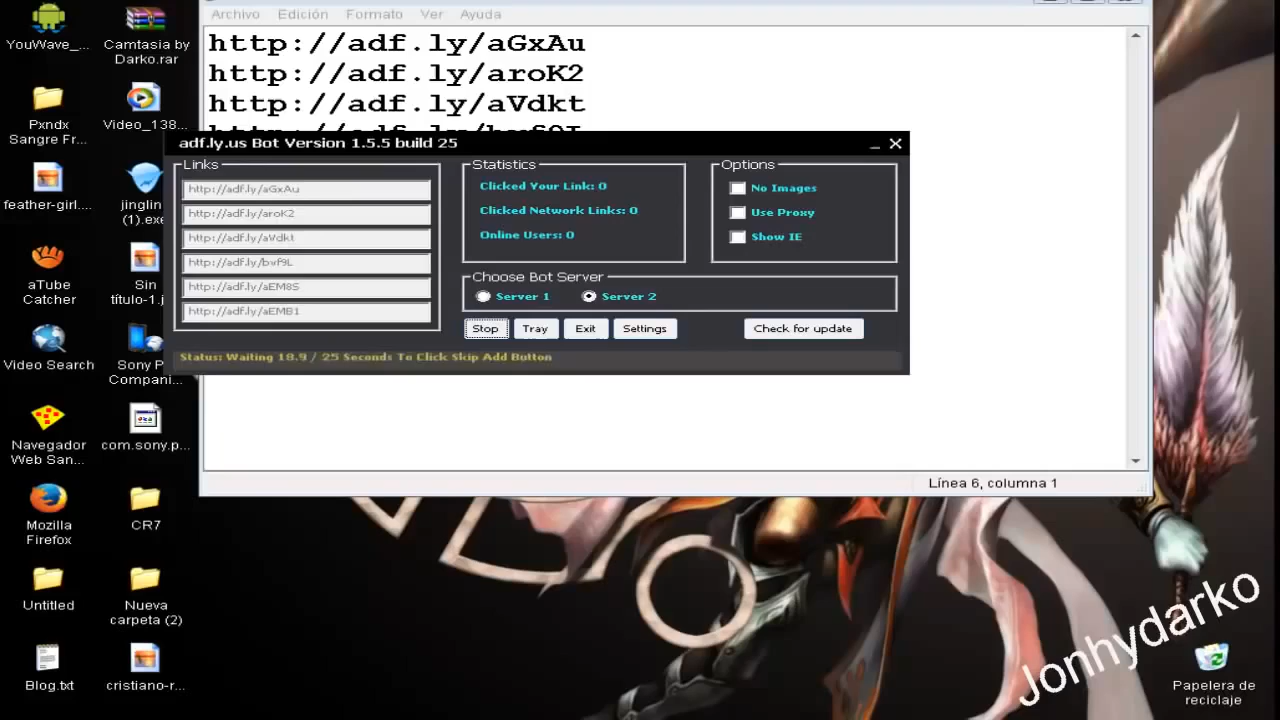 Archivo Edición Formato Ver Ayuda
http://adf.ly/aGxAu
http://adf.ly/aroK2
http://adf.ly/aVdkt
adf.ly.us Bot Version 1.5.5 build 25
Links
http://adf.ly/aGxAu
http://adf.ly/aroK2
http://adf.ly/aVdkt
http://adf.ly/bwf9L
http://adf.ly/aEM8S
Statistics
Clicked Your Link: 0
Clicked Network Links: 0
Online Users: 0
Options
No Images
Use Proxy
Show IE
Choose Bot Server
Server 1
Server 2
Stop
Tray
Exit
Settings
Check for update
Status: Waiting 18.9 / 25 Seconds To Click Skip Add Button
Línea 6, columna 1
YouWave_...
Camtasia by
Darko.rar
Pxndx
Sangre Fr...
Video_138...
feather-girl....
jinglin
(1).exe
aTube
Catcher
Sin
título-1.j
Video Search
Sony P
Compani...
Navegador
Web San...
com.sony.p...
Mozilla
Firefox
CR7
Untitled
Nueva
carpeta (2)
Blog.txt
cristiano-r...
Jonhydarko
Papelera de
reciclaje